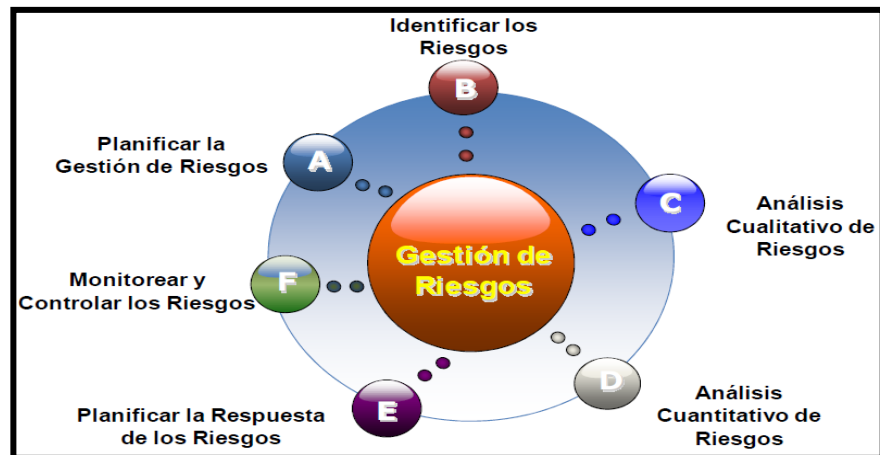 Identificar los
Riesgos
B
Planificar la
Gestión de Riesgos
A
C
Análisis
Cualitativo de
Riesgos
Gestión de
Riesgos
Monitorear y
Controlar los Riesgos
F
D
Análisis
Cuantitativo de
Riesgos
E
Planificar la Respuesta
de los Riesgos